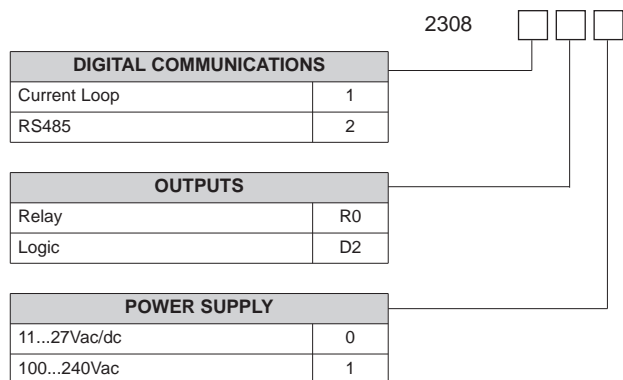 2308
DIGITAL COMMUNICATIONS
Current Loop 1
RS485 2
OUTPUTS
Relay R0
Logic D2
POWER SUPPLY
11...27Vac/dc 0
100...240Vac 1